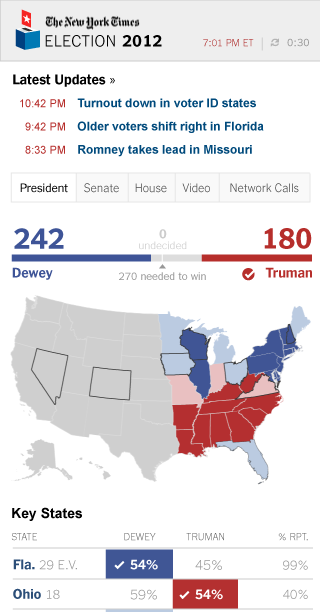 The New York Times
ELECTION 2012
7:01 PM ET 0:30
Latest Updates »
10:42 PM Turnout down in voter ID states
9:42 PM Older voters shift right in Florida
8:33 PM Romney takes lead in Missouri
President Senate House Video Network Calls
242 0 180
undecided
Dewey 270 needed to win Truman
Key States
STATE DEWEY TRUMAN % RPT.
Fla. 29 E.V. 54% 45% 99%
Ohio 18 59% 54% 40%